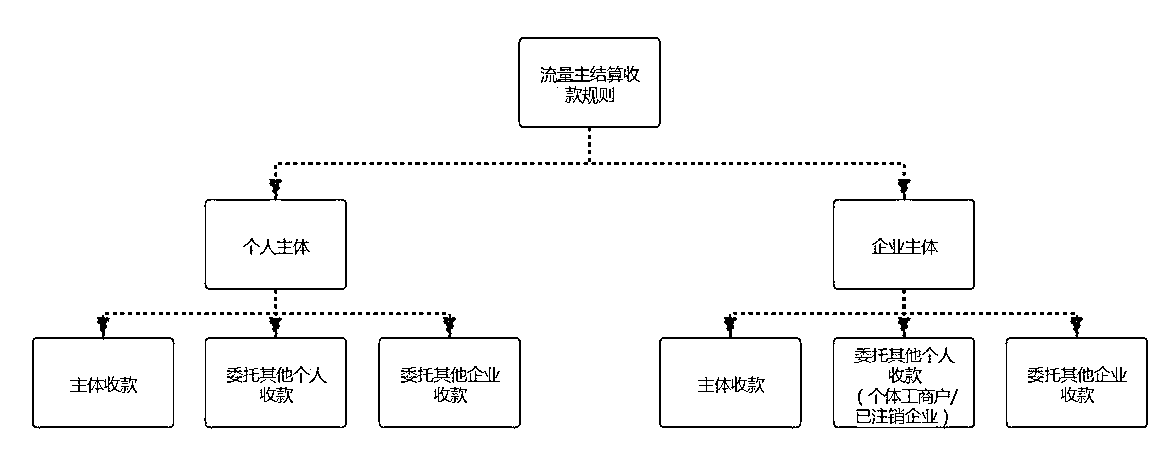 流量主结算收
款规则
个人主体
企业主体
主体收款
委托其他个人
收款
委托其他企业
收款
主体收款
委托其他个人
收款
（个体工商户/
已注销企业）
委托其他企业
收款